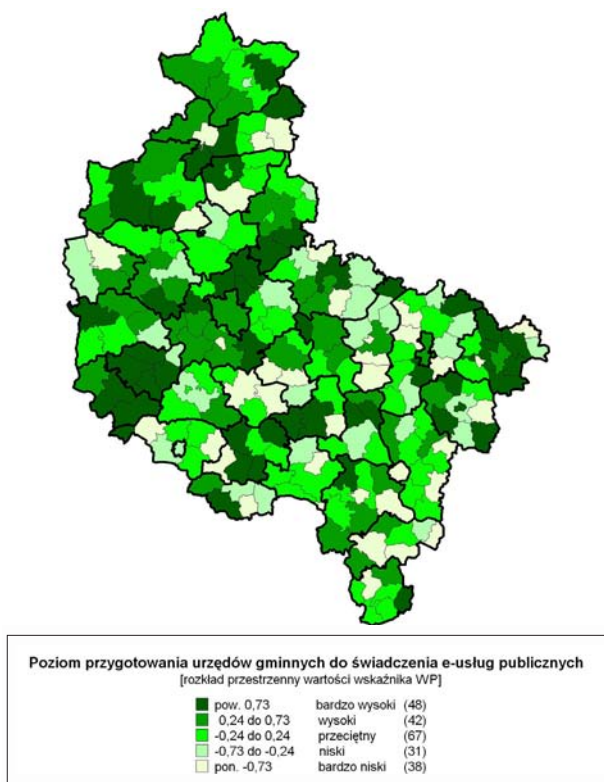 Poziom przygotowania urzędów gminnych do świadczenia e-usług publicznych
[rozkład przestrzenny wartości wskaźnika WP]
pow. 0,73 bardzo wysoki (48)
0,24 do 0,73 wysoki (42)
-0,24 do 0,24 przeciętny (67)
-0,73 do -0,24 niski (31)
pon. -0,73 bardzo niski (38)